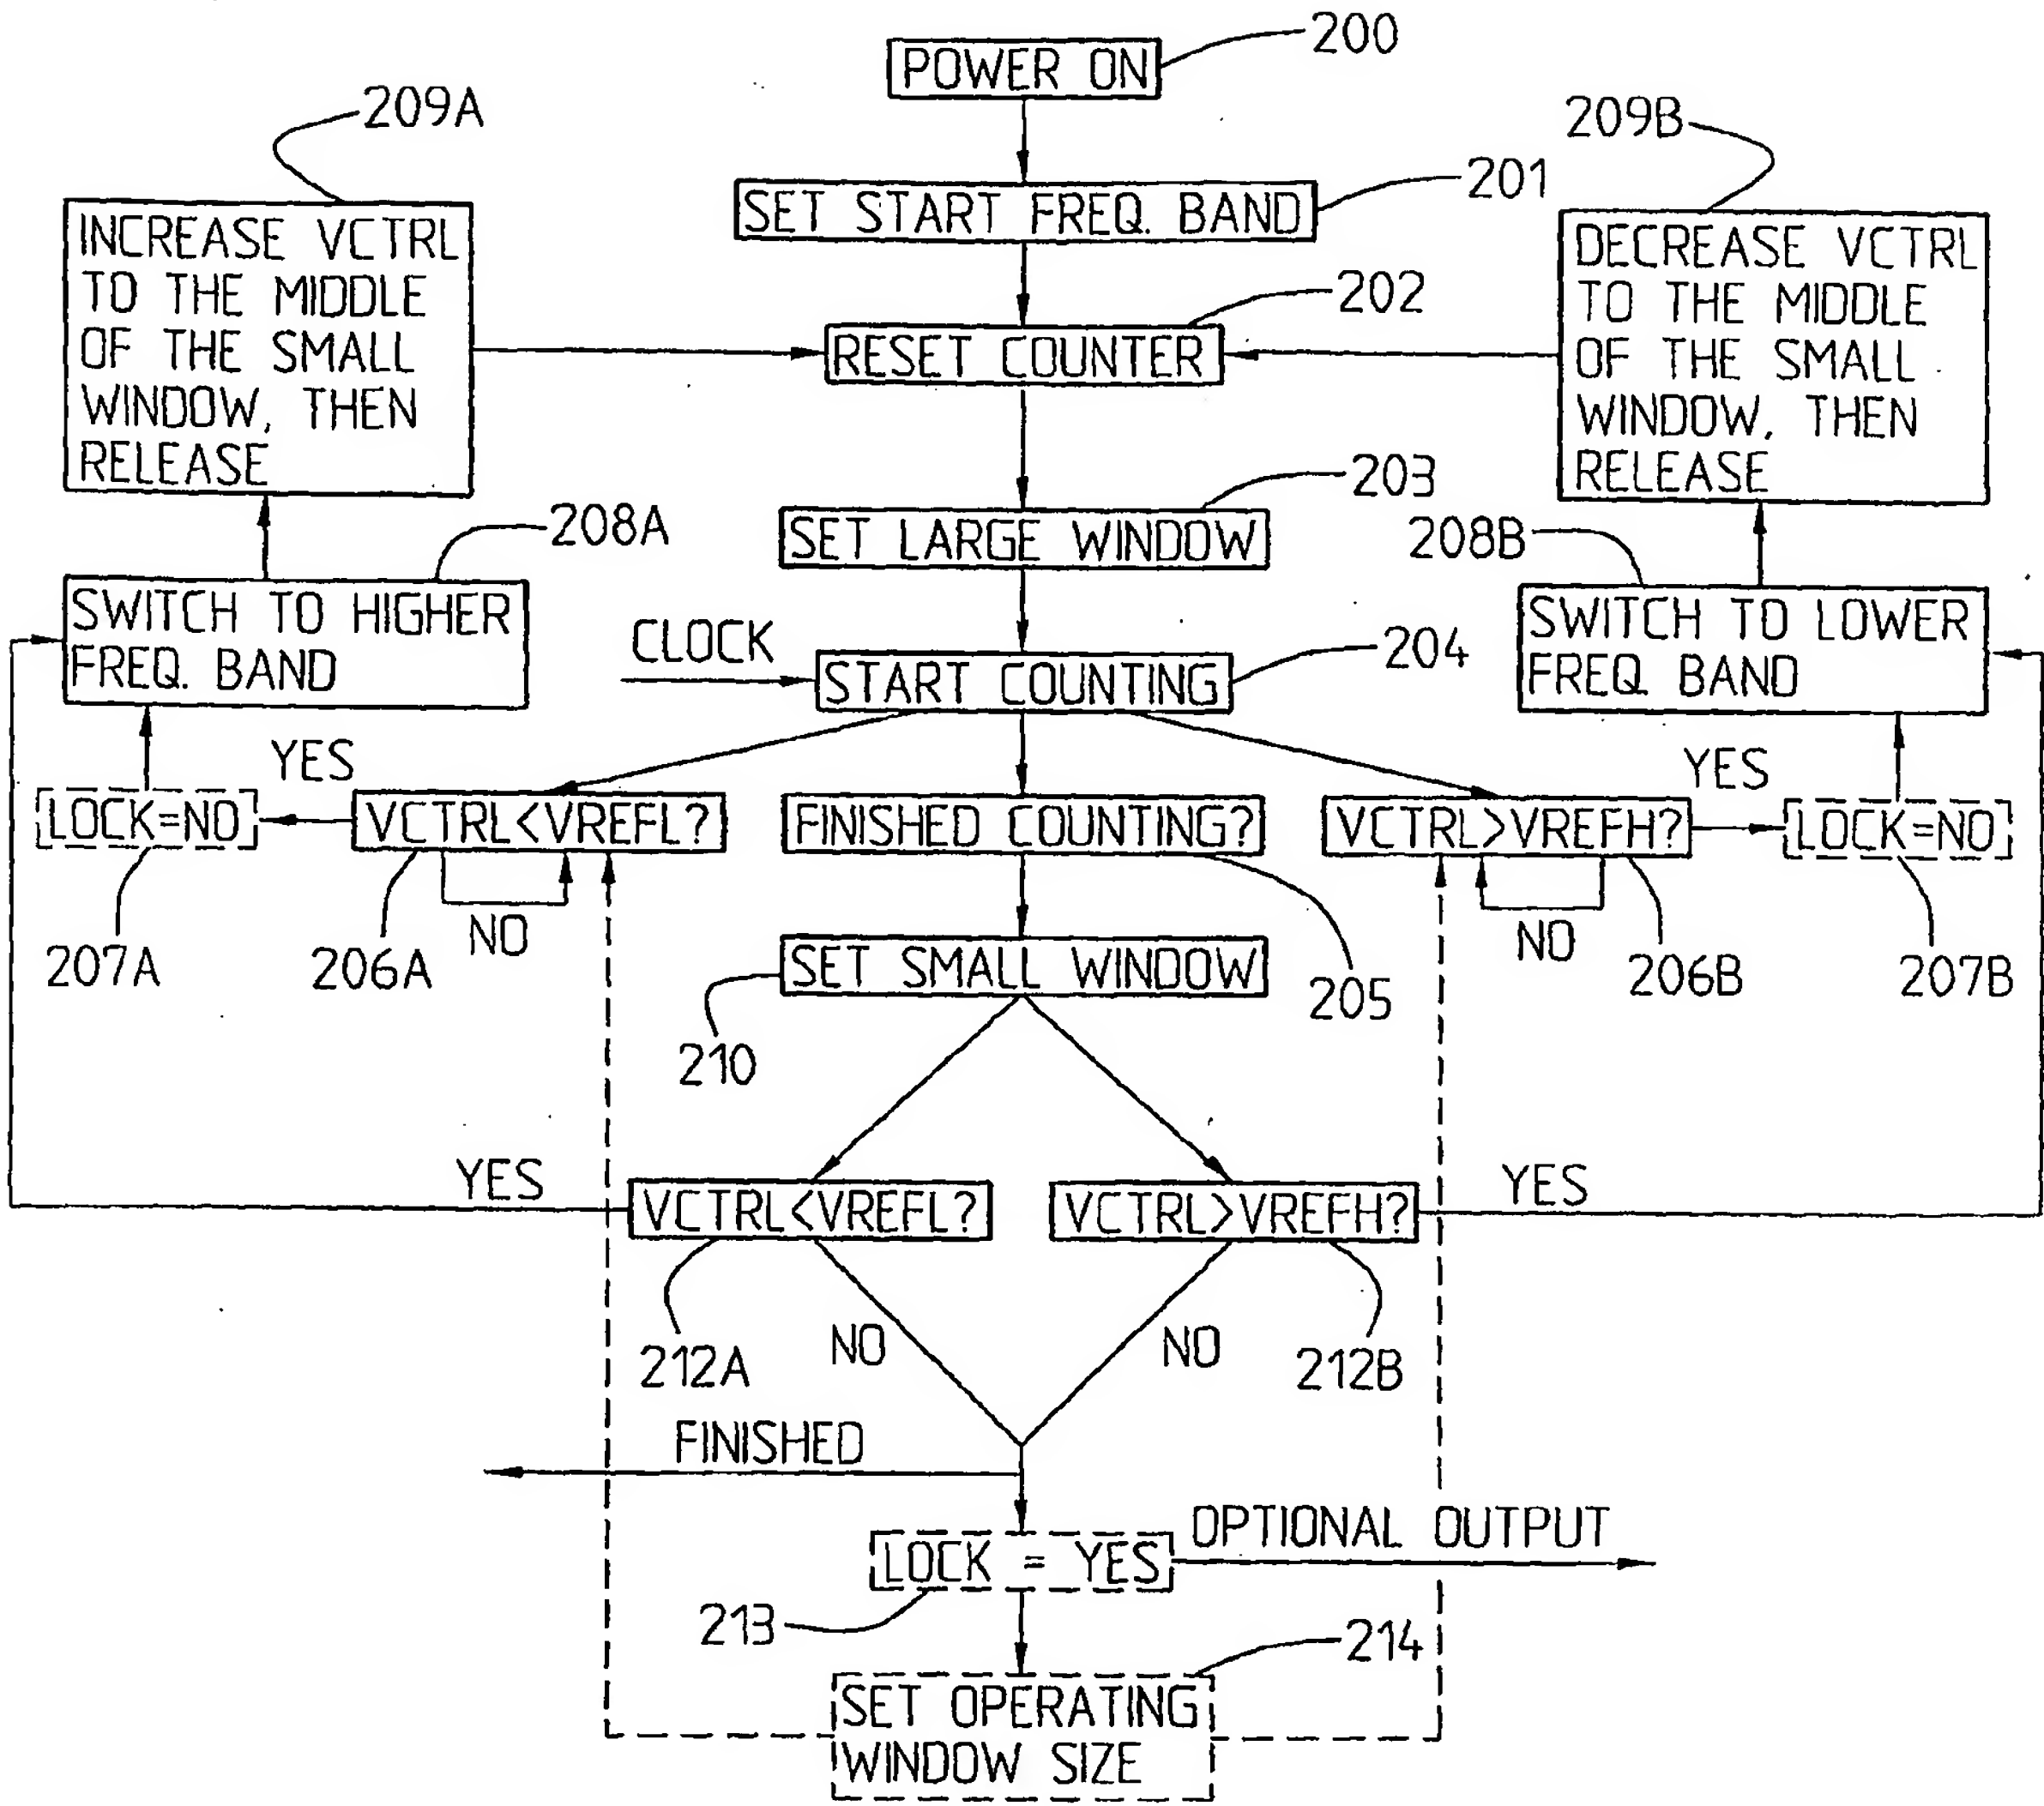 200
POWER ON
209A
209B
201
SET START FREQ. BAND
INCREASE VCTRL
TO THE MIDDLE
OF THE SMALL
WINDOW, THEN
RELEASE
DECREASE VCTRL
TO THE MIDDLE
OF THE SMALL
WINDOW, THEN
RELEASE
202
RESET COUNTER
203
SET LARGE WINDOW
208A
208B
SWITCH TO HIGHER
FREQ. BAND
SWITCH TO LOWER
FREQ. BAND
CLOCK
204
START COUNTING
YES
YES
LOCK=NO
VCTRL<VREFL?
FINISHED COUNTING?
VCTRL>VREFH?
LOCK=NO
NO
NO
207A
206A
SET SMALL WINDOW
205
206B
207B
210
YES
YES
VCTRL<VREFL?
VCTRL>VREFH?
NO
NO
212A
212B
FINISHED
OPTIONAL OUTPUT
LOCK = YES
213
214
SET OPERATING
WINDOW SIZE